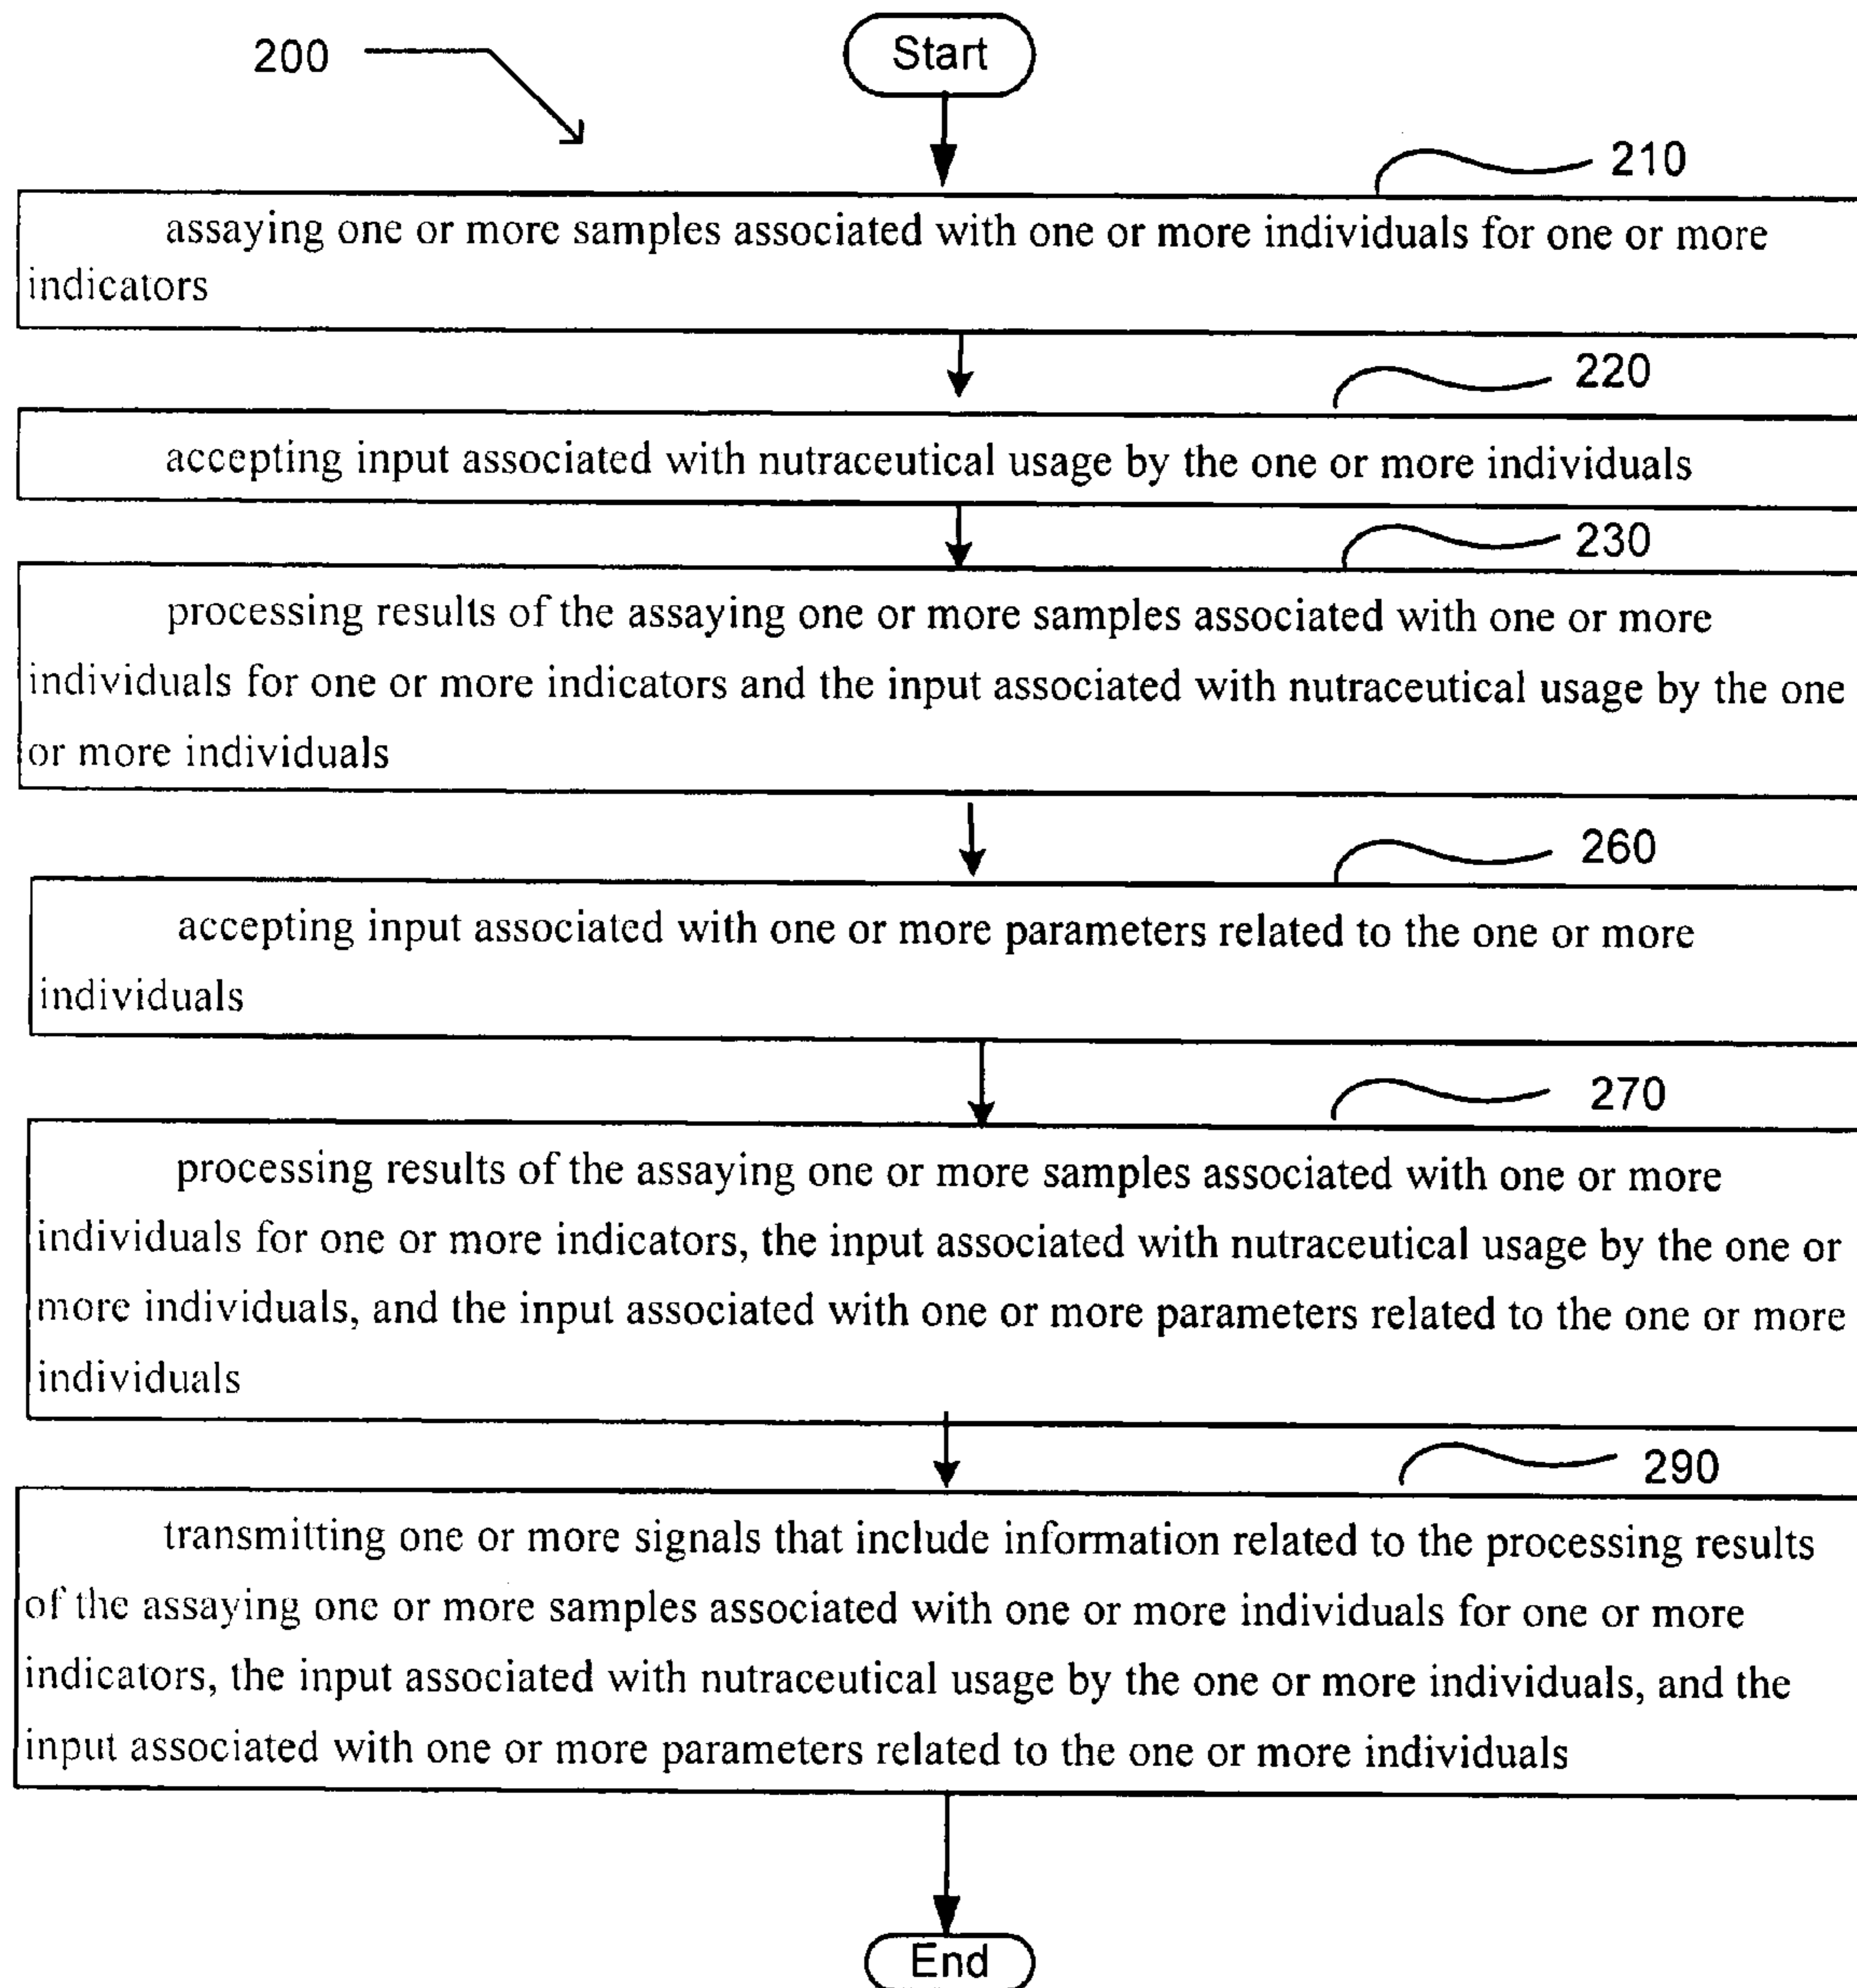 200
Start
210
assaying one or more samples associated with one or more individuals for one or more
indicators
220
accepting input associated with nutraceutical usage by the one or more individuals
230
processing results of the assaying one or more samples associated with one or more
individuals for one or more indicators and the input associated with nutraceutical usage by the one
or more individuals
260
accepting input associated with one or more parameters related to the one or more
individuals
270
processing results of the assaying one or more samples associated with one or more
individuals for one or more indicators, the input associated with nutraceutical usage by the one or
more individuals, and the input associated with one or more parameters related to the one or more
individuals
290
transmitting one or more signals that include information related to the processing results
of the assaying one or more samples associated with one or more individuals for one or more
indicators, the input associated with nutraceutical usage by the one or more individuals, and the
input associated with one or more parameters related to the one or more individuals
End